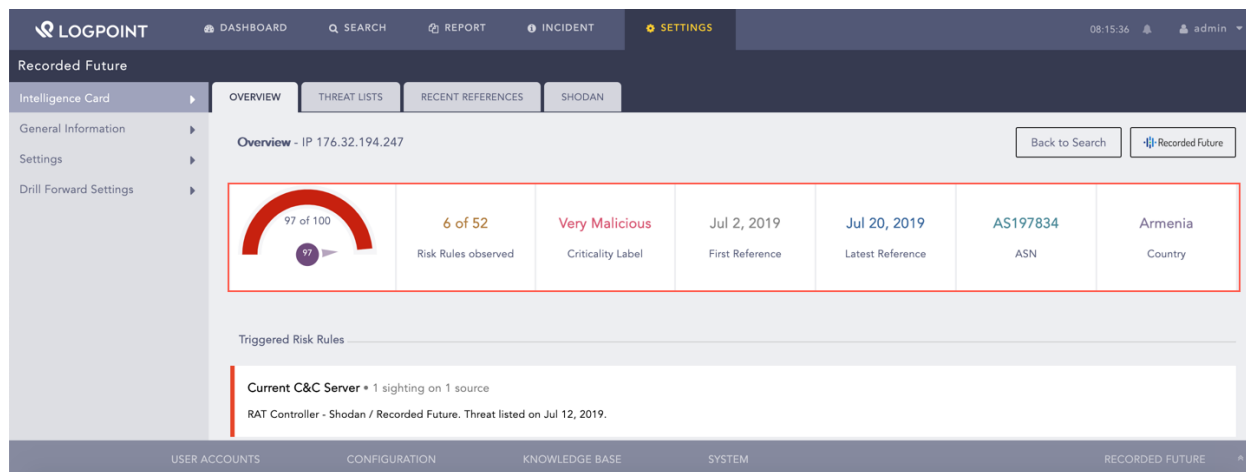 LOGPOINT
DASHBOARD
SEARCH
REPORT
INCIDENT
SETTINGS
08:15:36
admin
Recorded Future
Intelligence Card
General Information
Settings
Drill Forward Settings
OVERVIEW
THREAT LISTS
RECENT REFERENCES
SHODAN
Overview - IP 176.32.194.247
Back to Search
Recorded Future
97 of 100
97
6 of 52
Risk Rules observed
Very Malicious
Criticality Label
Jul 2, 2019
First Reference
Jul 20, 2019
Latest Reference
AS197834
ASN
Armenia
Country
Triggered Risk Rules
Current C&C Server • 1 sighting on 1 source
RAT Controller - Shodan / Recorded Future. Threat listed on Jul 12, 2019.
USER ACCOUNTS
CONFIGURATION
KNOWLEDGE BASE
SYSTEM
RECORDED FUTURE